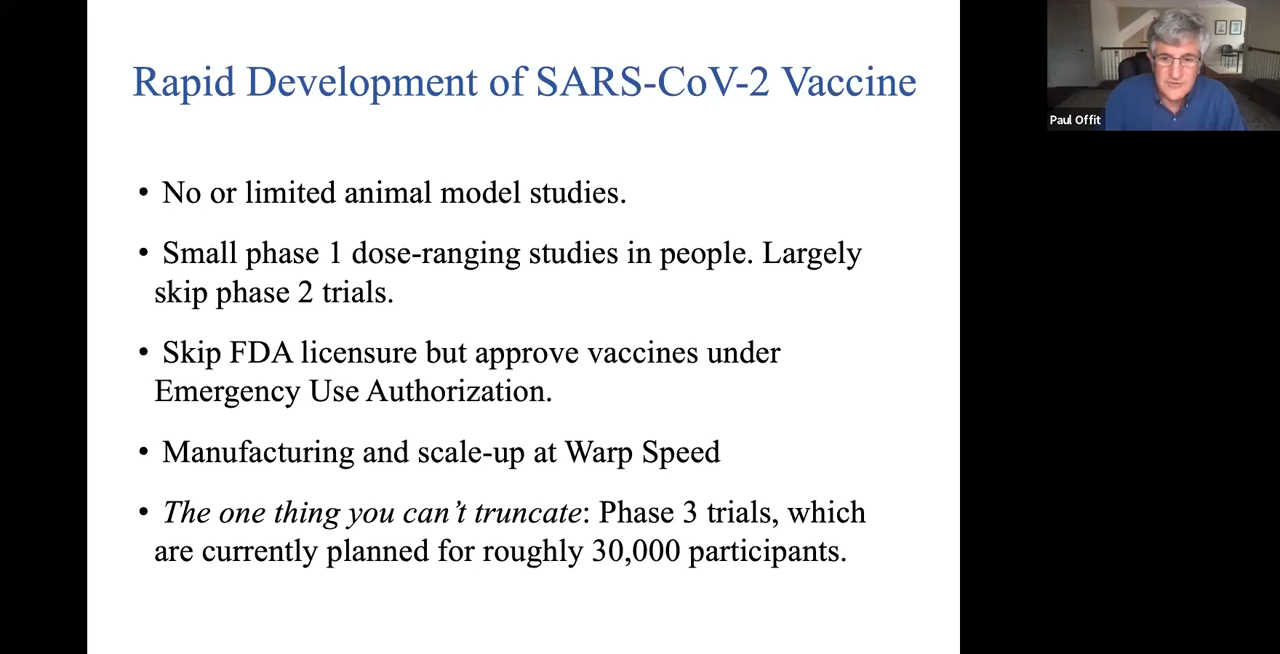 Rapid Development of SARS-CoV-2 Vaccine
• No or limited animal model studies.
• Small phase 1 dose-ranging studies in people. Largely
skip phase 2 trials.
• Skip FDA licensure but approve vaccines under
Emergency Use Authorization.
• Manufacturing and scale-up at Warp Speed
• The one thing you can’t truncate: Phase 3 trials, which
are currently planned for roughly 30,000 participants.
Paul Offit